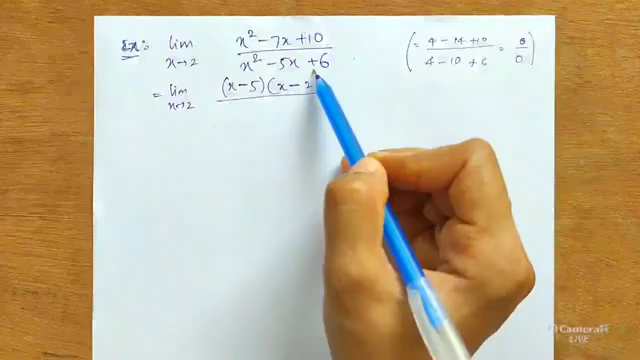 Ex: lim x→2 x² - 7x + 10 / x² - 5x + 6 (= 4 - 14 + 10 / 4 - 10 + 6 = 0/0)
= lim x→2 (x-5)(x-2
CameraFi
LIVE